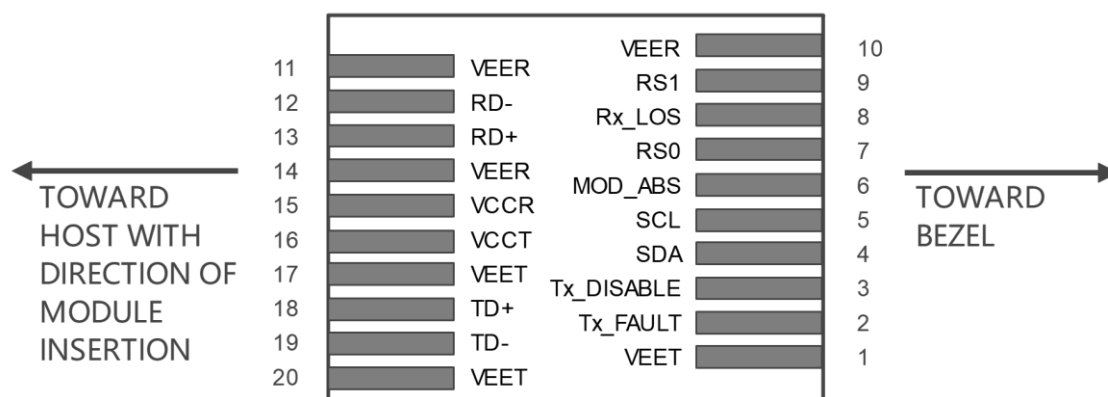 VEER 10
11 VEER
RS1 9
12 RD-
Rx_LOS 8
13 RD+
RS0 7
14 VEER
MOD_ABS 6
15 VCCR
SCL 5
16 VCCT
SDA 4
17 VEET
Tx_DISABLE 3
18 TD+
Tx_FAULT 2
19 TD-
VEET 1
20 VEET
TOWARD
HOST WITH
DIRECTION OF
MODULE
INSERTION
TOWARD
BEZEL